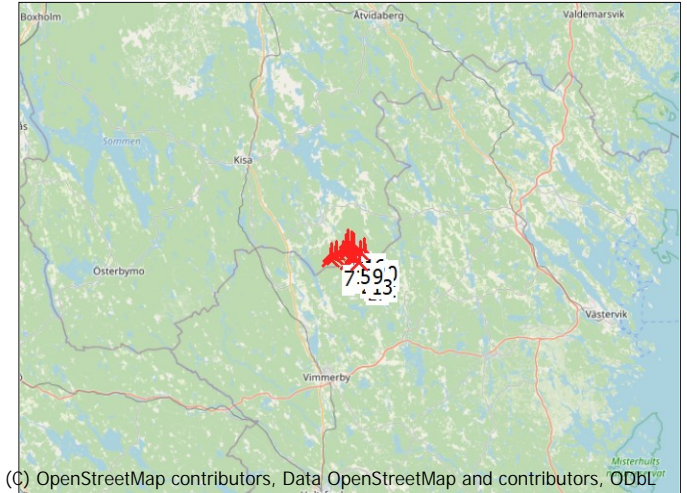 Boxholm
Åtvidaberg
Valdemarsvik
Sommen
Kisa
Österbymo
Västervik
Vimmerby
Misterhults
(C) OpenStreetMap contributors, Data OpenStreetMap and contributors, ODbL